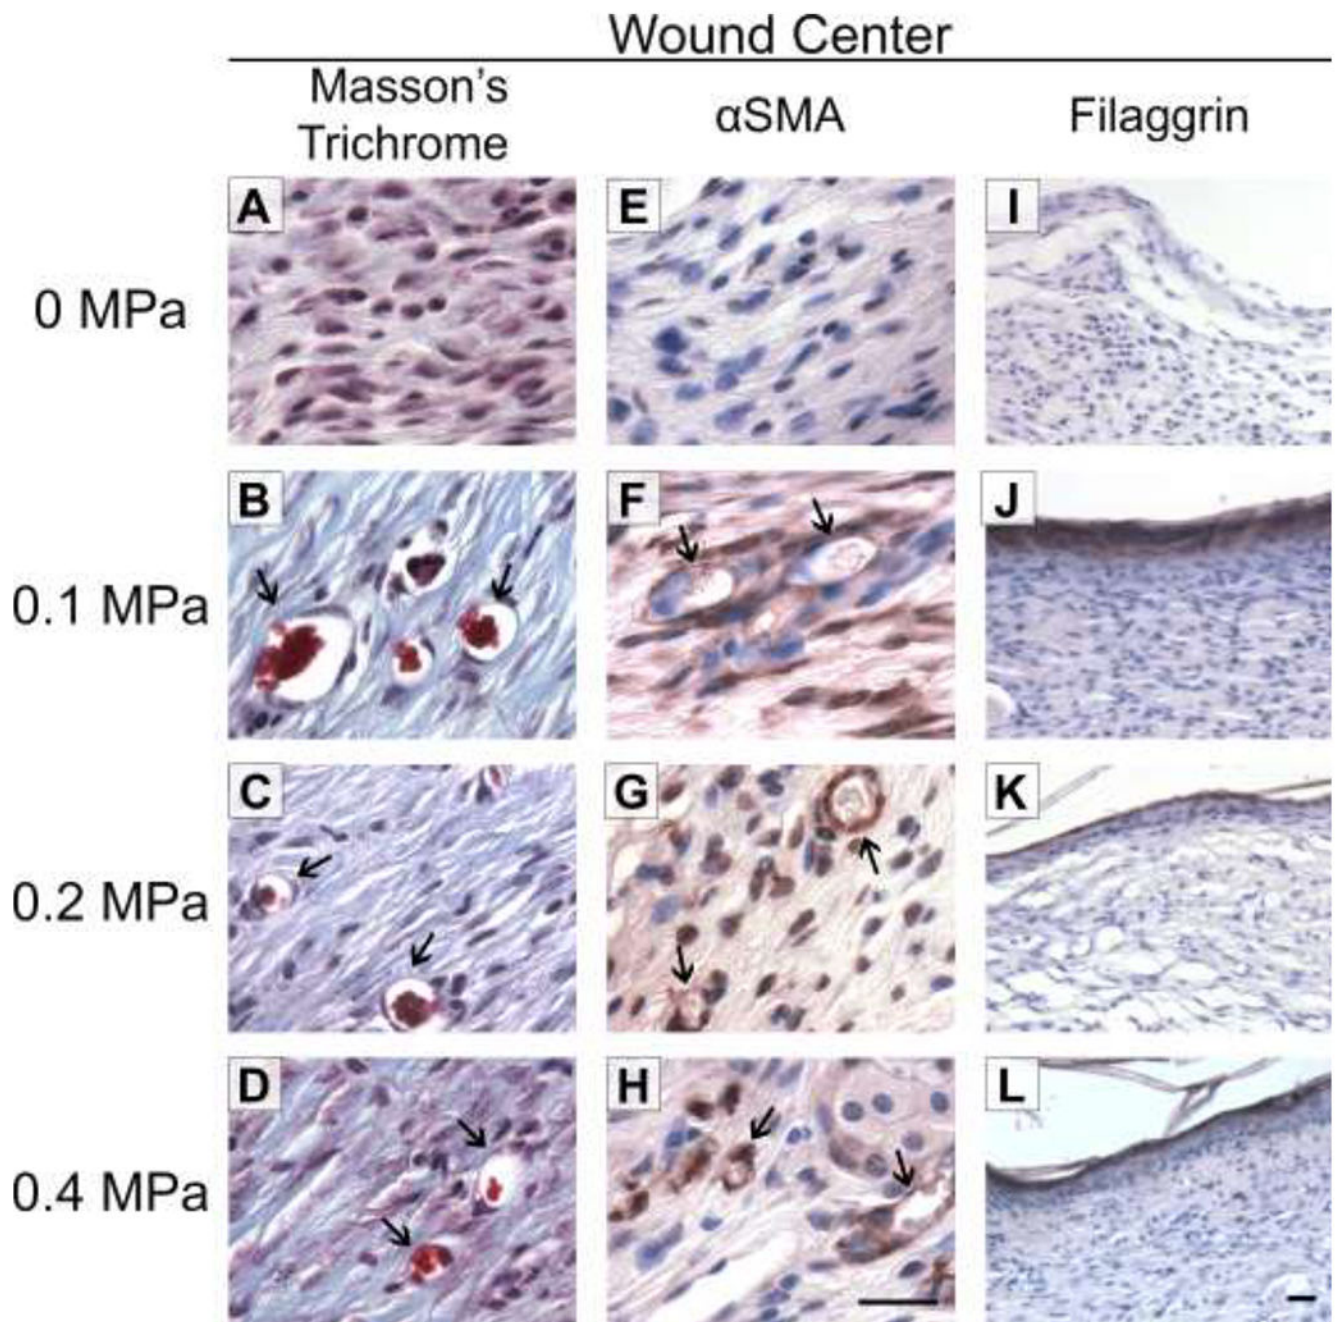 Wound Center
Masson's
Trichrome
αSMA
Filaggrin
0 MPa
A
E
I
0.1 MPa
B
F
J
0.2 MPa
C
G
K
0.4 MPa
D
H
L